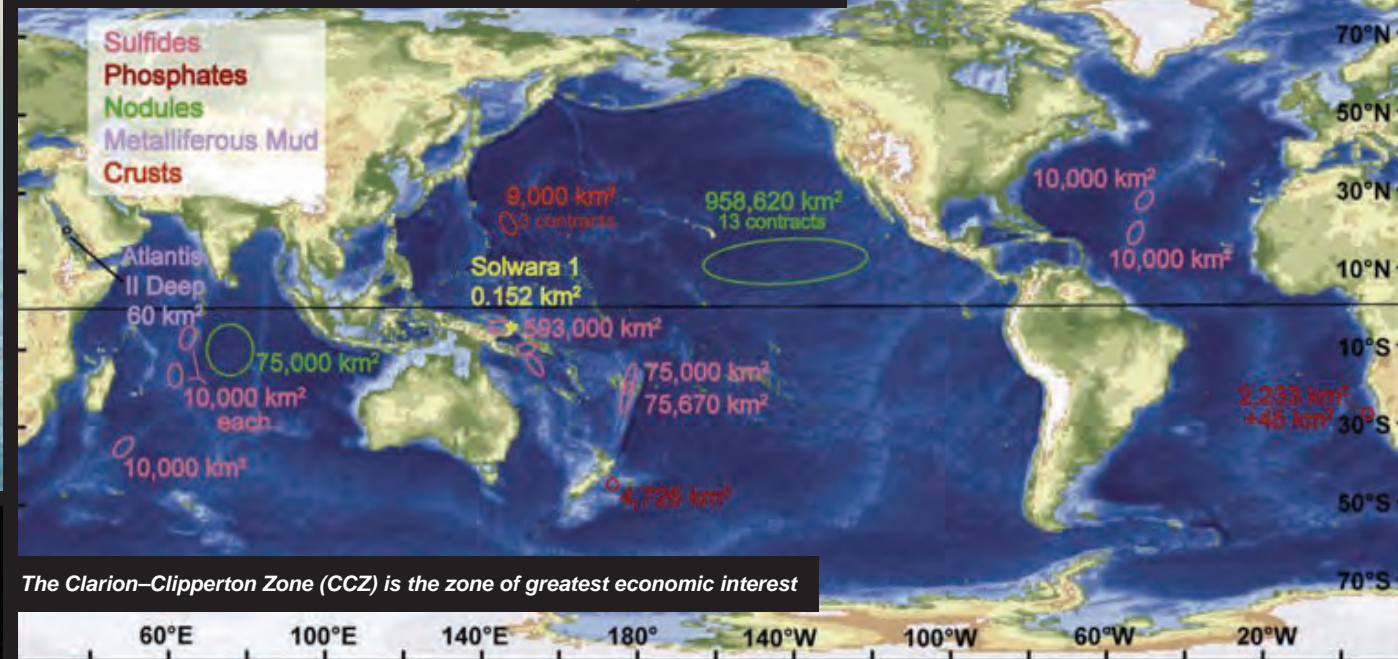 Sulfides
Phosphates
Nodules
Metalliferous Mud
Crusts
70°N
50°N
30°N
10°N
10°S
30°S
50°S
70°S
9,000 km²
3 contracts
958,620 km²
13 contracts
10,000 km²
10,000 km²
Atlantis
II Deep
60 km²
Solwara 1
0.152 km²
593,000 km²
75,000 km²
75,000 km²
75,670 km²
10,000 km²
each
2,233 km²
+45 km²
10,000 km²
4,726 km²
The Clarion–Clipperton Zone (CCZ) is the zone of greatest economic interest
60°E
100°E
140°E
180°
140°W
100°W
60°W
20°W